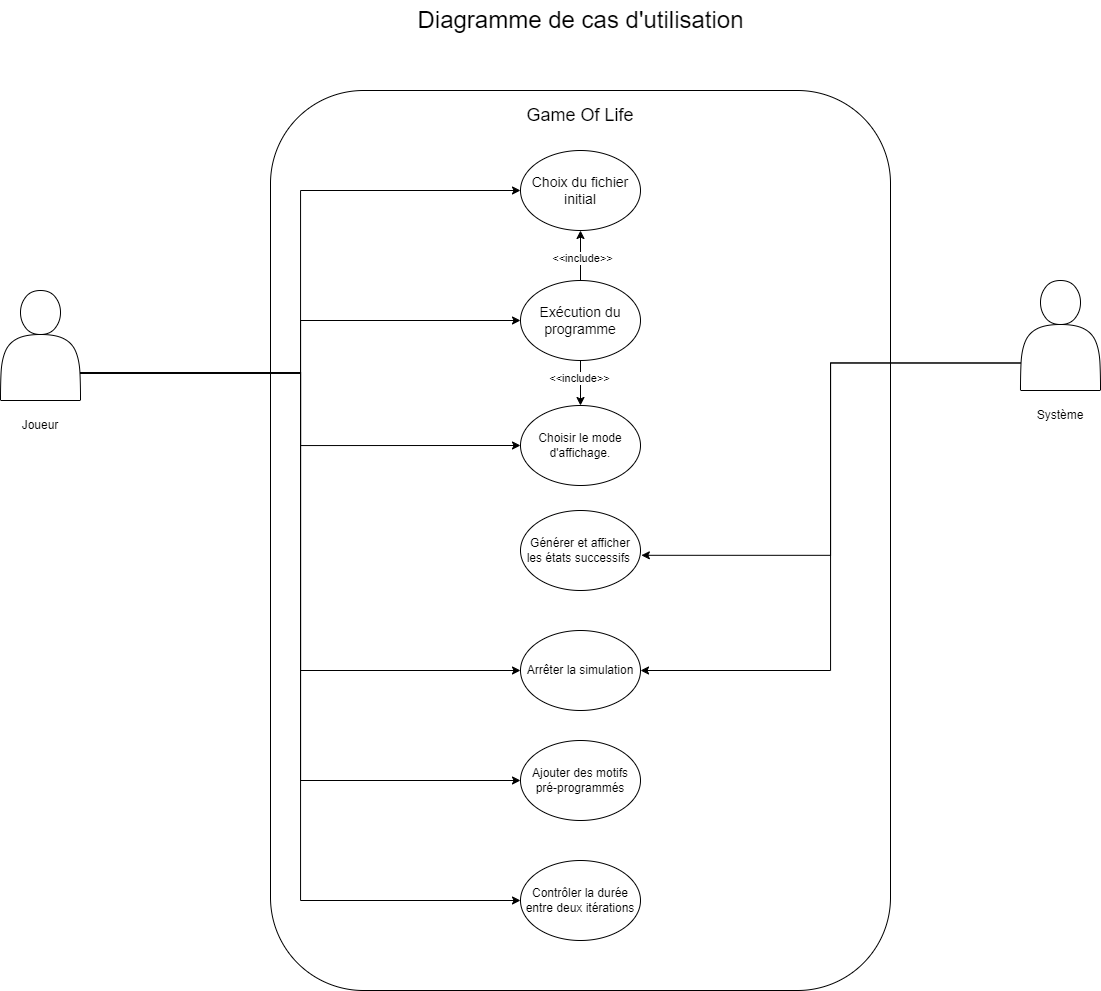 Diagramme de cas d'utilisation
Game Of Life
Choix du fichier
initial
<<include>>
Exécution du
programme
<<include>>
Joueur
Système
Choisir le mode
d'affichage.
Générer et afficher
les états successifs
Arrêter la simulation
Ajouter des motifs
pré-programmés
Contrôler la durée
entre deux itérations